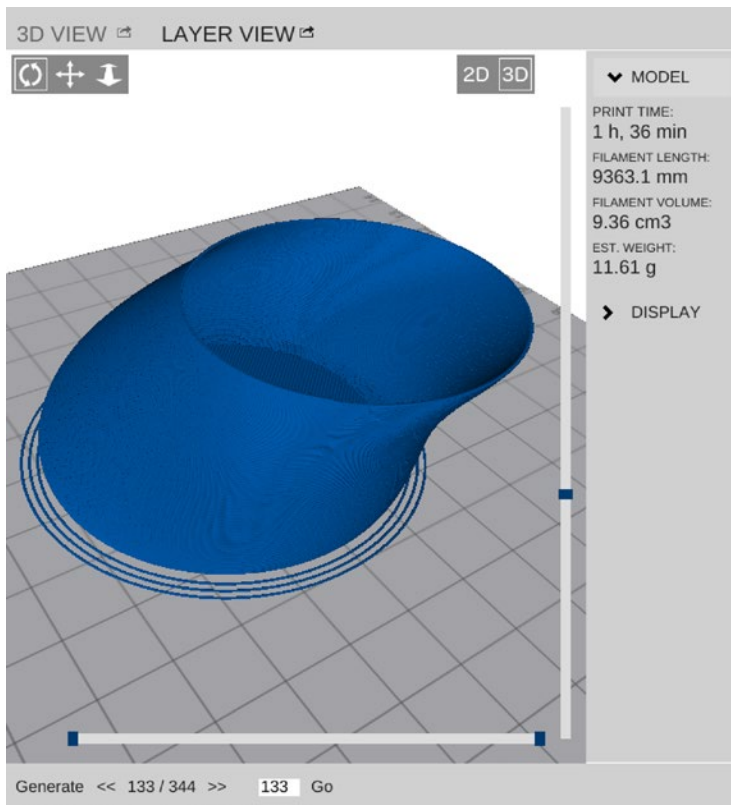 3D VIEW LAYER VIEW
2D 3D
MODEL
PRINT TIME:
1 h, 36 min
FILAMENT LENGTH:
9363.1 mm
FILAMENT VOLUME:
9.36 cm3
EST. WEIGHT:
11.61 g
DISPLAY
Generate << 133 / 344 >> 133 Go